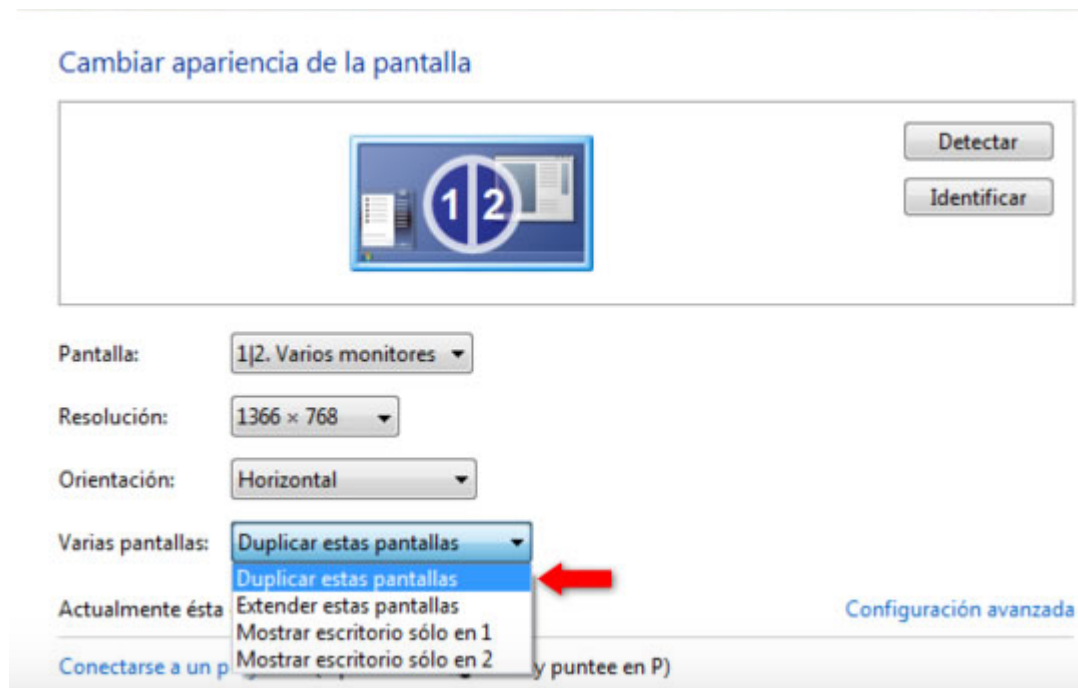 Cambiar apariencia de la pantalla
Detectar
1 2
Identificar
Pantalla: 1|2. Varios monitores
Resolución: 1366 × 768
Orientación: Horizontal
Varias pantallas: Duplicar estas pantallas
Duplicar estas pantallas
Actualmente ésta Extender estas pantallas Configuración avanzada
Mostrar escritorio sólo en 1
Conectarse a un p Mostrar escritorio sólo en 2 y puntee en P)